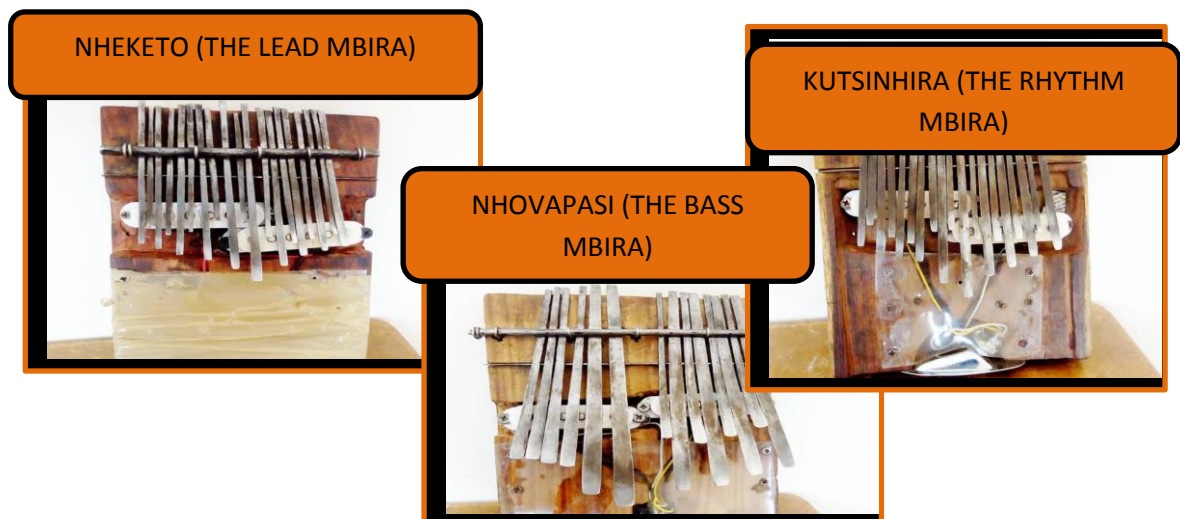 NHEKETO (THE LEAD MBIRA)
NHOVAPASI (THE BASS
MBIRA)
KUTSINHIRA (THE RHYTHM
MBIRA)